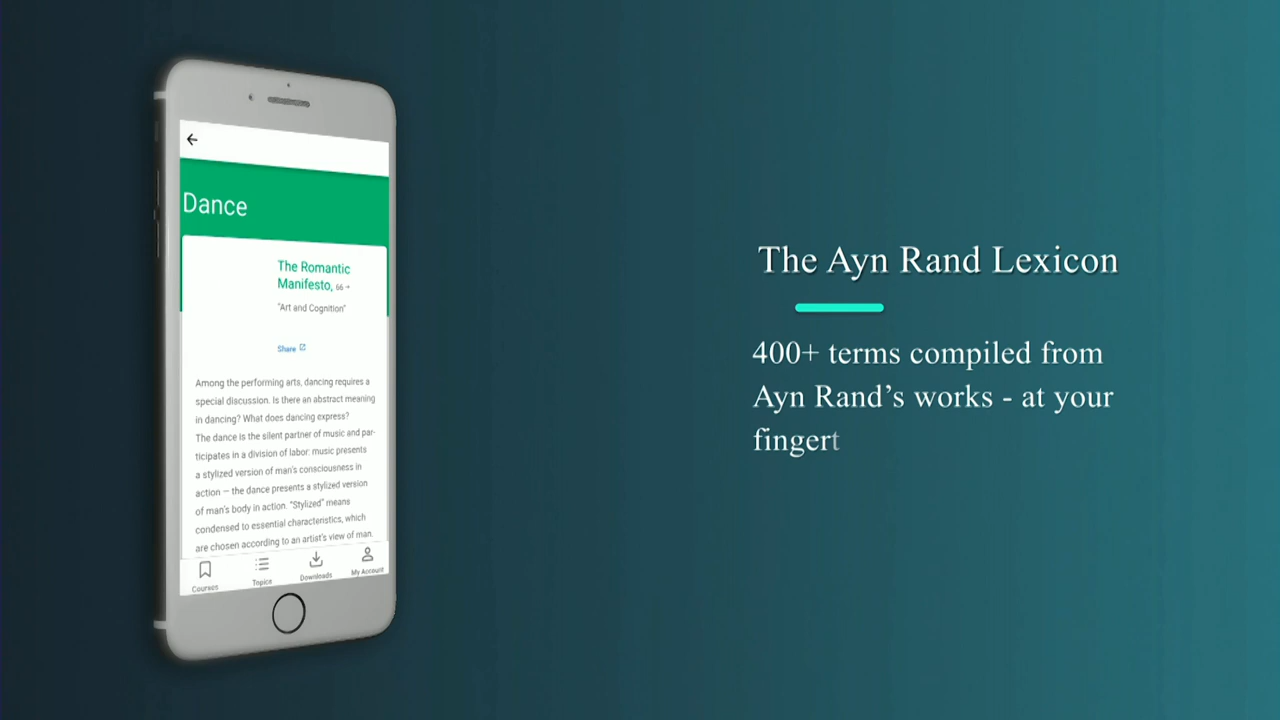 Dance
The Romantic
Manifesto, 66→
"Art and Cognition"
Share
Among the performing arts, dancing requires a
special discussion. Is there an abstract meaning
in dancing? What does dancing express?
The dance is the silent partner of music and par-
ticipates in a division of labor: music presents
a stylized version of man's consciousness in
action — the dance presents a stylized version
of man's body in action. "Stylized" means
condensed to essential characteristics, which
are chosen according to an artist's view of man.
Courses Topics Downloads My Account
The Ayn Rand Lexicon
400+ terms compiled from
Ayn Rand’s works - at your
fingert